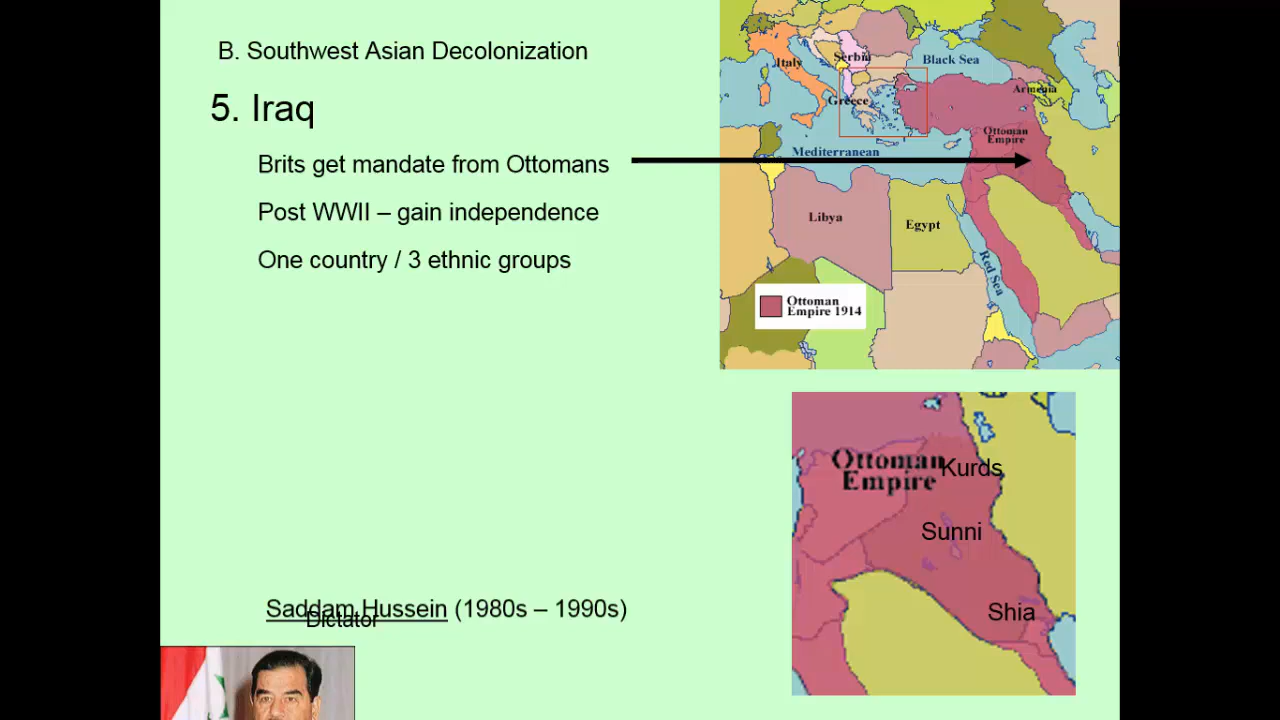 B. Southwest Asian Decolonization
5. Iraq
Brits get mandate from Ottomans
Post WWII – gain independence
One country / 3 ethnic groups
Saddam Hussein (1980s – 1990s)
Dictator
Italy
Serbia
Black Sea
Greece
Armenia
Ottoman
Empire
Mediterranean
Libya
Egypt
Red Sea
Ottoman
Empire 1914
Ottoman
Empire
Kurds
Sunni
Shia